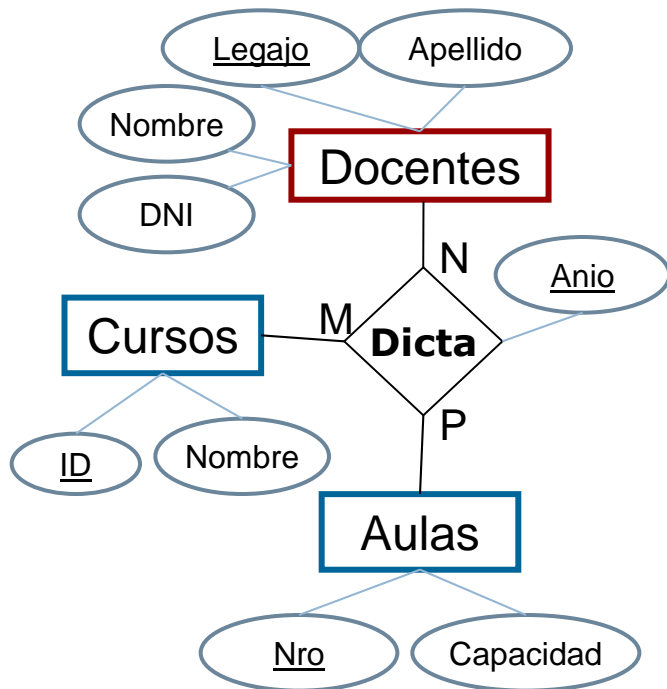 Legajo
Apellido
Nombre
Docentes
DNI
N
Anio
M
Cursos
Dicta
P
ID
Nombre
Aulas
Nro
Capacidad